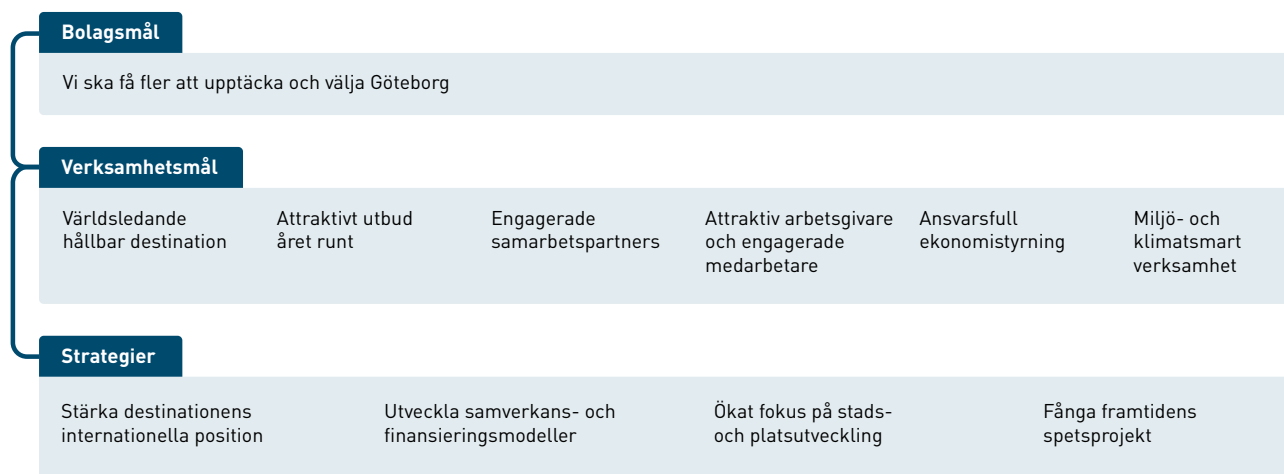 Bolagsmål
Vi ska få fler att upptäcka och välja Göteborg
Verksamhetsmål
Världsledande
hållbar destination
Attraktivt utbud
året runt
Engagerade
samarbetspartners
Attraktiv arbetsgivare
och engagerade
medarbetare
Ansvarsfull
ekonomistyrning
Miljö- och
klimatsmart
verksamhet
Strategier
Stärka destinationens
internationella position
Utveckla samverkans- och
finansieringsmodeller
Ökat fokus på stads-
och platsutveckling
Fånga framtidens
spetsprojekt